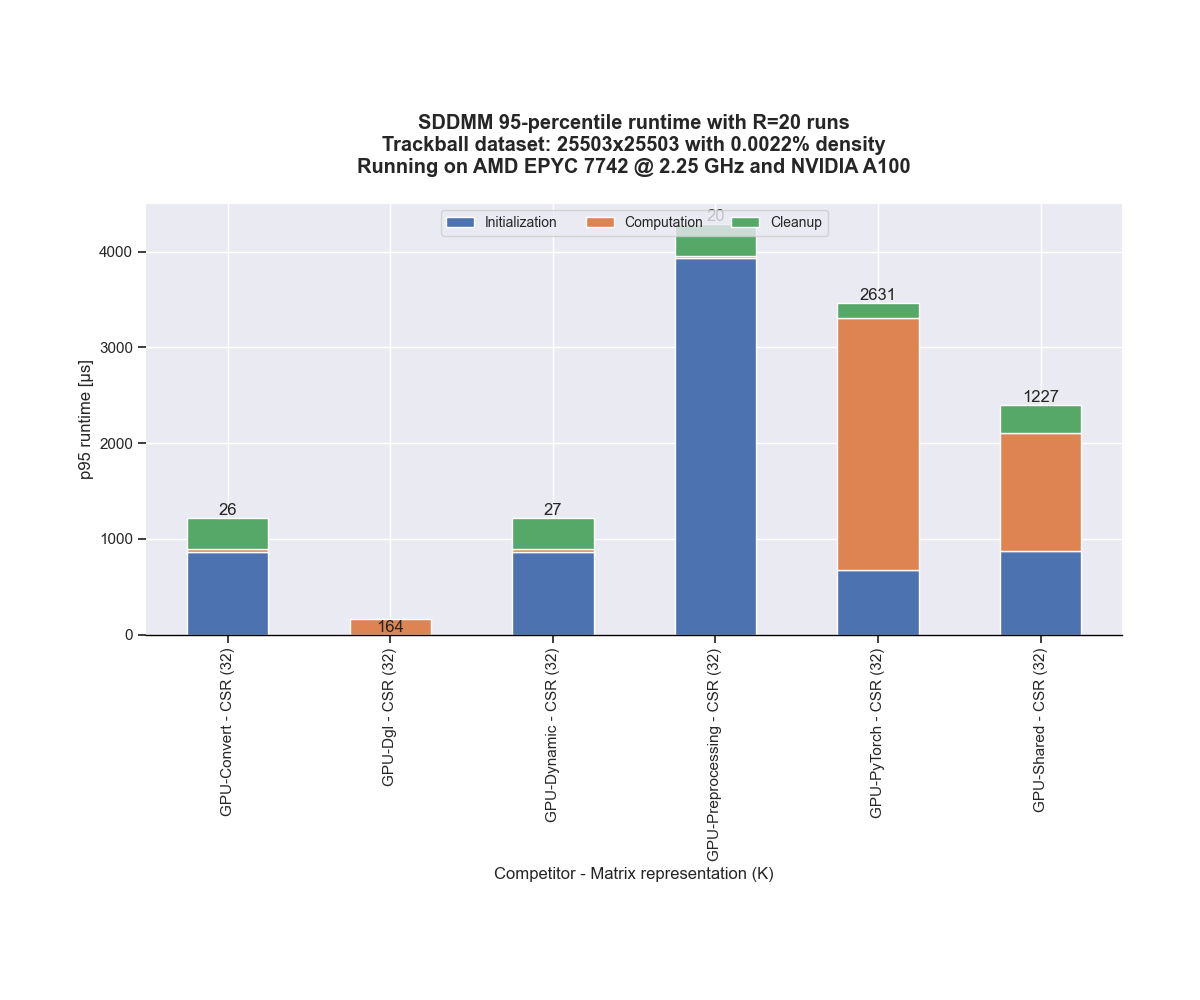 SDDMM 95-percentile runtime with R=20 runs
Trackball dataset: 25503x25503 with 0.0022% density
Running on AMD EPYC 7742 @ 2.25 GHz and NVIDIA A100
Initialization
Computation
Cleanup
p95 runtime [µs]
4000
3000
2000
1000
0
26
164
27
20
2631
1227
GPU-Convert - CSR (32)
GPU-Dgl - CSR (32)
GPU-Dynamic - CSR (32)
GPU-Preprocessing - CSR (32)
GPU-PyTorch - CSR (32)
GPU-Shared - CSR (32)
Competitor - Matrix representation (K)